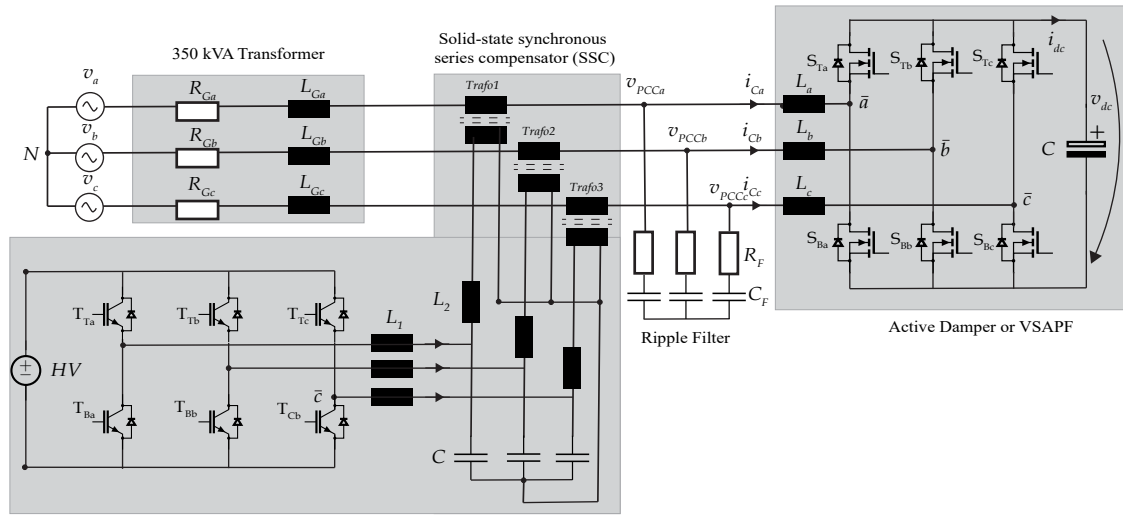 350 kVA Transformer
Solid-state synchronous
series compensator (SSC)
v_a
v_b
v_c
N
R_Ga
R_Gb
R_Gc
L_Ga
L_Gb
L_Gc
Trafo1
Trafo2
Trafo3
v_PCCa
v_PCCb
v_PCCc
i_Ca
i_Cb
i_Cc
L_a
L_b
L_c
S_Ta
S_Tb
S_Tc
i_dc
v_dc
ā
b̄
c̄
+
C
S_Ba
S_Bb
S_Bc
R_F
C_F
Ripple Filter
Active Damper or VSAPF
HV
T_Ta
T_Tb
T_Tc
T_Ba
T_Bb
T_Cb
c̄
L_1
L_2
C